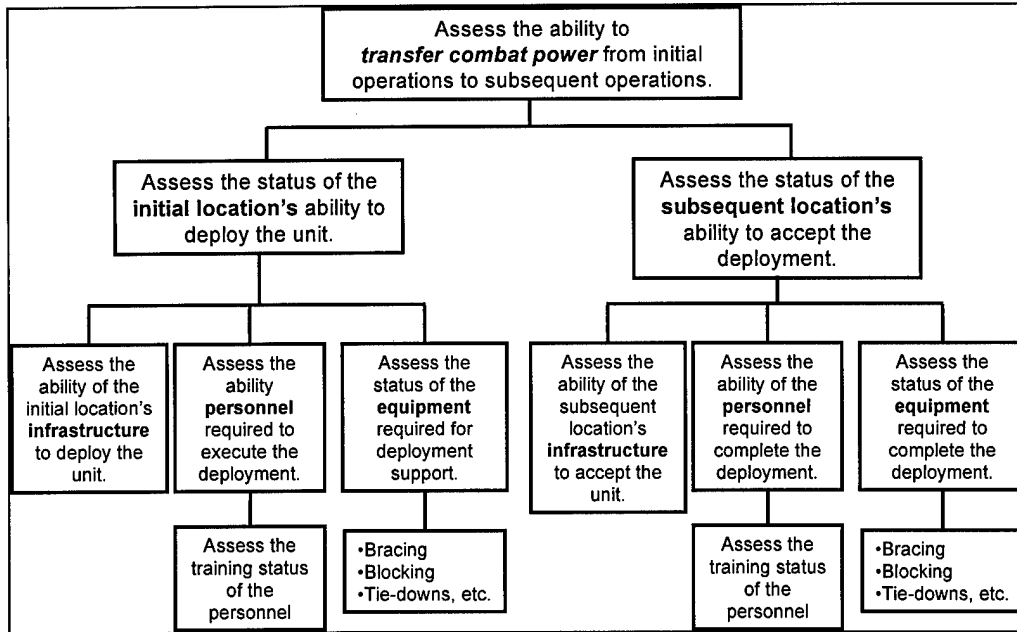 Assess the ability to
transfer combat power from initial
operations to subsequent operations.
Assess the status of the
initial location's ability to
deploy the unit.
Assess the status of the
subsequent location's
ability to accept the
deployment.
Assess the
ability of the
initial location's
infrastructure
to deploy the
unit.
Assess the
ability
personnel
required to
execute the
deployment.
Assess the
status of the
equipment
required for
deployment
support.
Assess the
ability of the
subsequent
location's
infrastructure
to accept the
unit.
Assess the
ability of the
personnel
required to
complete the
deployment.
Assess the
status of the
equipment
required to
complete the
deployment.
Assess the
training status
of the
personnel
•Bracing
•Blocking
•Tie-downs, etc.
Assess the
training status
of the
personnel
•Bracing
•Blocking
•Tie-downs, etc.